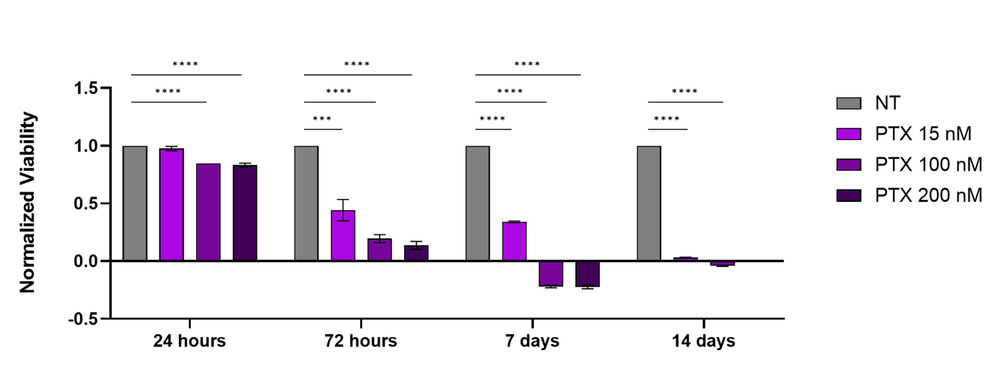 **** **** ****
**** **** **** ****
*** **** ****
1.5
1.0
0.5
0.0
-0.5
Normalized Viability
24 hours 72 hours 7 days 14 days
NT
PTX 15 nM
PTX 100 nM
PTX 200 nM